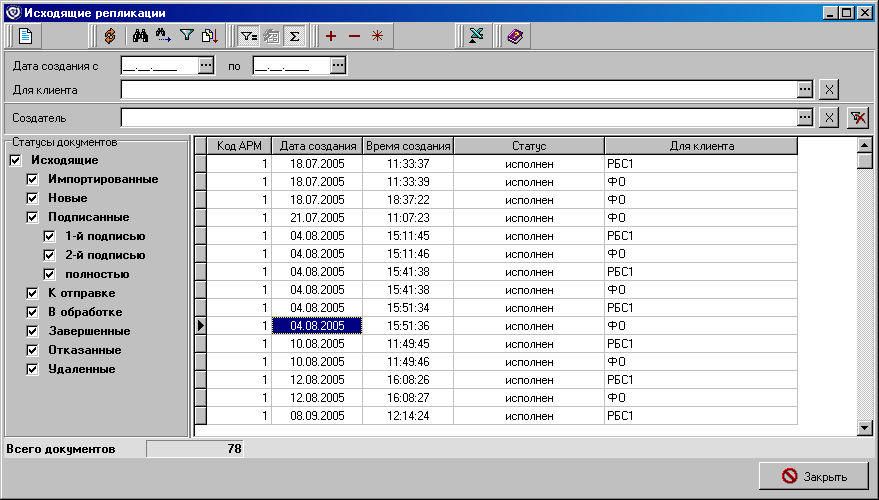 Исходящие репликации
Дата создания с __.__.____ ... по __.__.____ ...
Для клиента ... X
Создатель ... X
Статусы документов
Исходящие
Импортированные
Новые
Подписанные
1-й подписью
2-й подписью
полностью
К отправке
В обработке
Завершенные
Отказанные
Удаленные
Код АРМ Дата создания Время создания Статус Для клиента
1 18.07.2005 11:33:37 исполнен РБС1
1 18.07.2005 11:33:39 исполнен ФО
1 18.07.2005 18:37:22 исполнен ФО
1 21.07.2005 11:07:23 исполнен ФО
1 04.08.2005 15:11:45 исполнен РБС1
1 04.08.2005 15:11:46 исполнен ФО
1 04.08.2005 15:41:38 исполнен РБС1
1 04.08.2005 15:41:38 исполнен ФО
1 04.08.2005 15:51:34 исполнен РБС1
1 04.08.2005 15:51:36 исполнен ФО
1 10.08.2005 11:49:45 исполнен РБС1
1 10.08.2005 11:49:46 исполнен ФО
1 12.08.2005 16:08:26 исполнен РБС1
1 12.08.2005 16:08:27 исполнен ФО
1 08.09.2005 12:14:24 исполнен РБС1
Всего документов 78
Закрыть